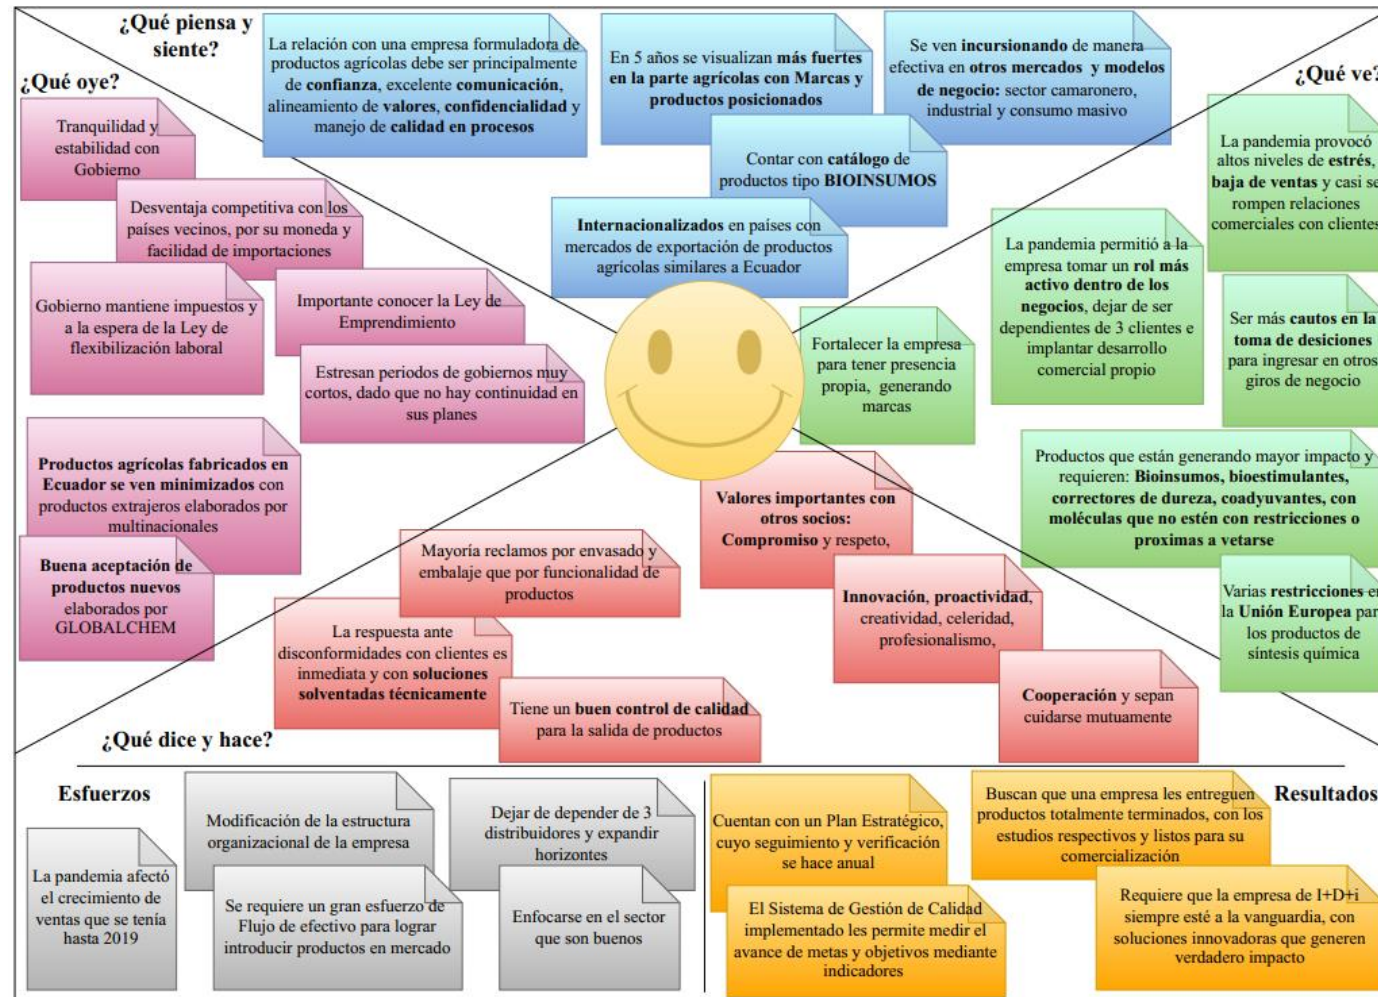 ¿Qué piensa y
siente?
La relación con una empresa formuladora de
productos agrícolas debe ser principalmente
de confianza, excelente comunicación,
alineamiento de valores, confidencialidad y
manejo de calidad en procesos
En 5 años se visualizan más fuertes
en la parte agrícolas con Marcas y
productos posicionados
Se ven incursionando de manera
efectiva en otros mercados y modelos
de negocio: sector camaronero,
industrial y consumo masivo
Contar con catálogo de
productos tipo BIOINSUMOS
Internacionalizados en países con
mercados de exportación de productos
agrícolas similares a Ecuador
¿Qué oye?
Tranquilidad y
estabilidad con
Gobierno
Desventaja competitiva con los
países vecinos, por su moneda y
facilidad de importaciones
Gobierno mantiene impuestos y
a la espera de la Ley de
flexibilización laboral
Importante conocer la Ley de
Emprendimiento
Estresan periodos de gobiernos muy
cortos, dado que no hay continuidad en
sus planes
Productos agrícolas fabricados en
Ecuador se ven minimizados con
productos extrajeros elaborados por
multinacionales
Buena aceptación de
productos nuevos
elaborados por
GLOBALCHEM
¿Qué ve?
La pandemia provocó
altos niveles de estrés,
baja de ventas y casi se
rompen relaciones
comerciales con clientes
La pandemia permitió a la
empresa tomar un rol más
activo dentro de los
negocios, dejar de ser
dependientes de 3 clientes e
implantar desarrollo
comercial propio
Ser más cautos en la
toma de desiciones
para ingresar en otros
giros de negocio
Fortalecer la empresa
para tener presencia
propia, generando
marcas
Productos que están generando mayor impacto y
requieren: Bioinsumos, bioestimulantes,
correctores de dureza, coadyuvantes, con
moléculas que no estén con restricciones o
proximas a vetarse
Varias restricciones en
la Unión Europea par
los productos de
síntesis química
¿Qué dice y hace?
Mayoría reclamos por envasado y
embalaje que por funcionalidad de
productos
La respuesta ante
disconformidades con clientes es
inmediata y con soluciones
solventadas técnicamente
Tiene un buen control de calidad
para la salida de productos
Valores importantes con
otros socios:
Compromiso y respeto,
Innovación, proactividad,
creatividad, celeridad,
profesionalismo,
Cooperación y sepan
cuidarse mutuamente
Esfuerzos
La pandemia afectó
el crecimiento de
ventas que se tenía
hasta 2019
Modificación de la estructura
organizacional de la empresa
Se requiere un gran esfuerzo de
Flujo de efectivo para lograr
introducir productos en mercado
Dejar de depender de 3
distribuidores y expandir
horizontes
Enfocarse en el sector
que son buenos
Resultados
Cuentan con un Plan Estratégico,
cuyo seguimiento y verificación
se hace anual
El Sistema de Gestión de Calidad
implementado les permite medir el
avance de metas y objetivos mediante
indicadores
Buscan que una empresa les entreguen
productos totalmente terminados, con los
estudios respectivos y listos para su
comercialización
Requiere que la empresa de I+D+i
siempre esté a la vanguardia, con
soluciones innovadoras que generen
verdadero impacto